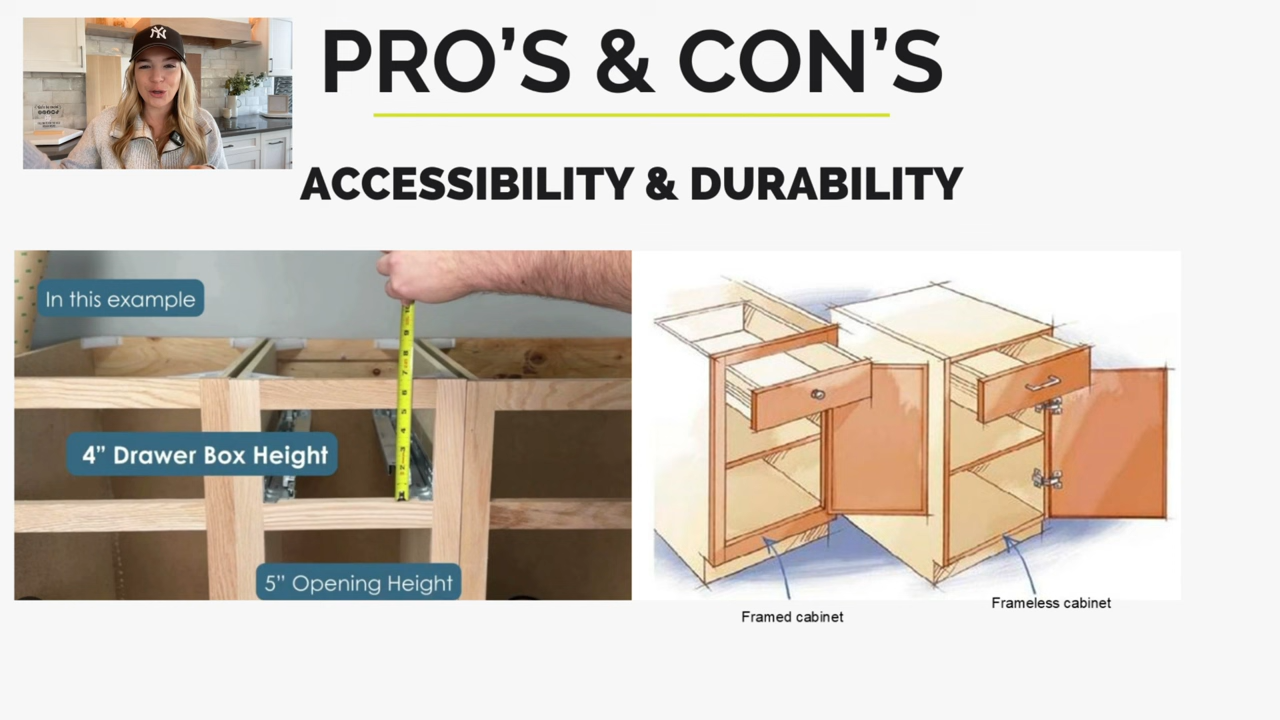 PRO’S & CON’S
ACCESSIBILITY & DURABILITY
In this example
4” Drawer Box Height
5” Opening Height
Framed cabinet
Frameless cabinet